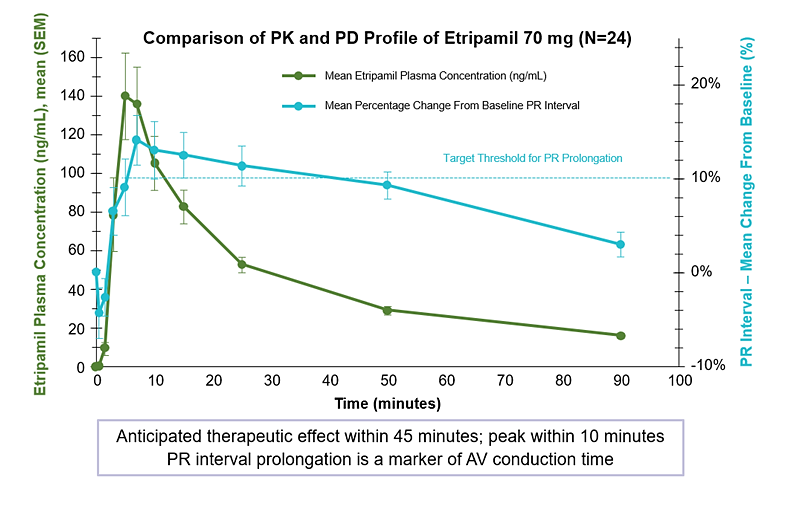 Comparison of PK and PD Profile of Etripamil 70 mg (N=24)
Mean Etripamil Plasma Concentration (ng/mL)
Mean Percentage Change From Baseline PR Interval
Target Threshold for PR Prolongation
Etripamil Plasma Concentration (ng/mL), mean (SEM)
160
140
120
100
80
60
40
20
0
PR Interval – Mean Change From Baseline (%)
20%
10%
0%
-10%
0 10 20 30 40 50 60 70 80 90 100
Time (minutes)
Anticipated therapeutic effect within 45 minutes; peak within 10 minutes
PR interval prolongation is a marker of AV conduction time